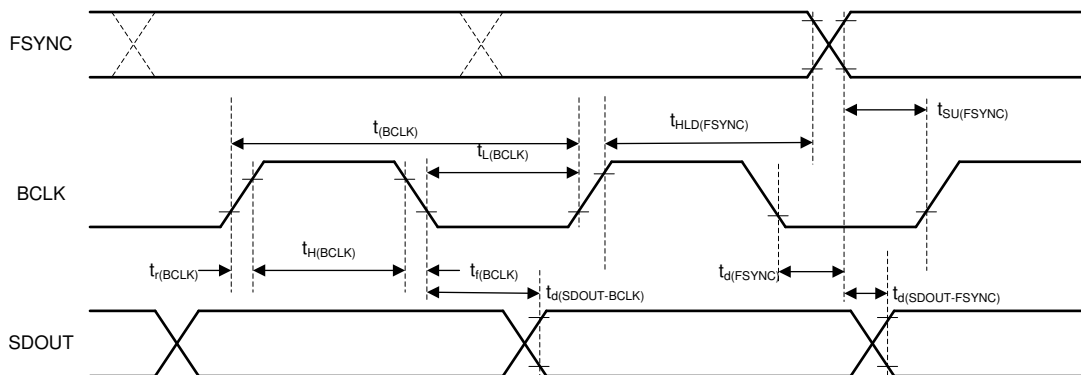 FSYNC
t(BCLK)
tHLD(FSYNC)
tSU(FSYNC)
tL(BCLK)
BCLK
tr(BCLK)
tH(BCLK)
tf(BCLK)
td(FSYNC)
td(SDOUT-BCLK)
td(SDOUT-FSYNC)
SDOUT